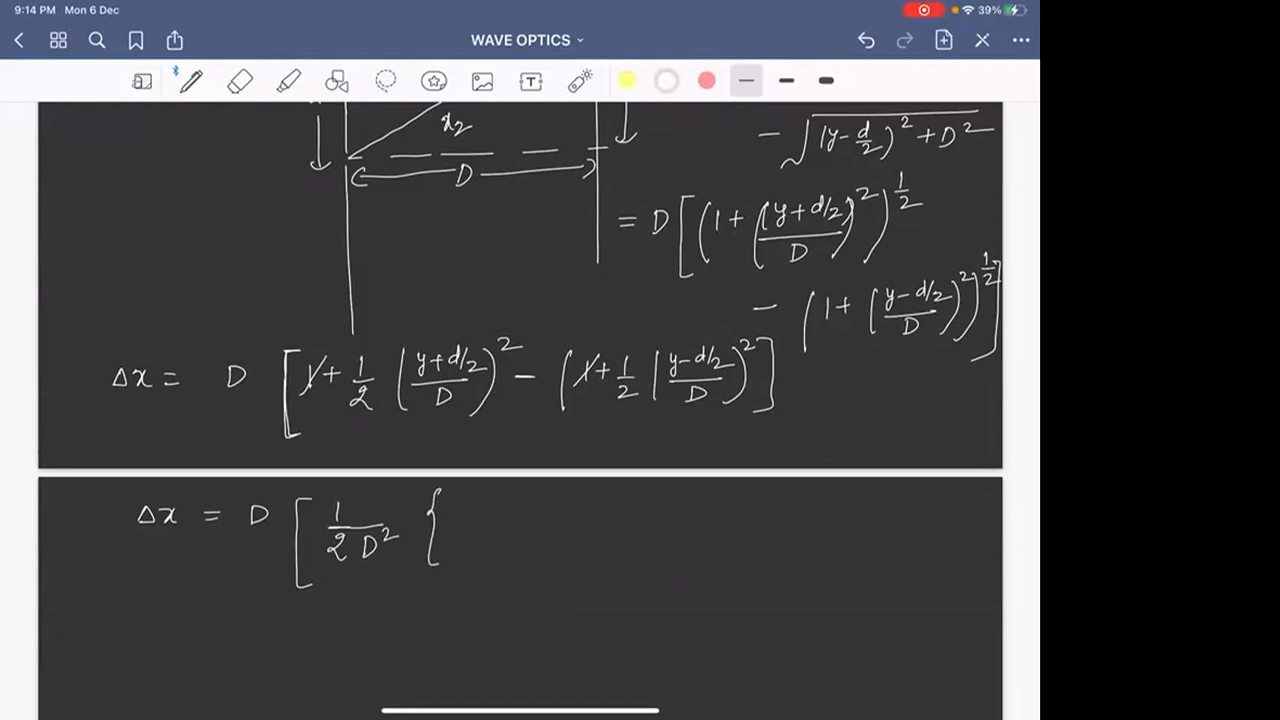 9:14 PM Mon 6 Dec
39%
WAVE OPTICS
T
x2
D
- √((y-d/2)² + D²)
= D[(1+((y+d/2)/D)²)^1/2
- (1+((y-d/2)/D)²)^1/2]
Δx = D [1+1/2 ((y+d/2)/D)² - (1+1/2 ((y-d/2)/D)²]
Δx = D [ 1/2D² {